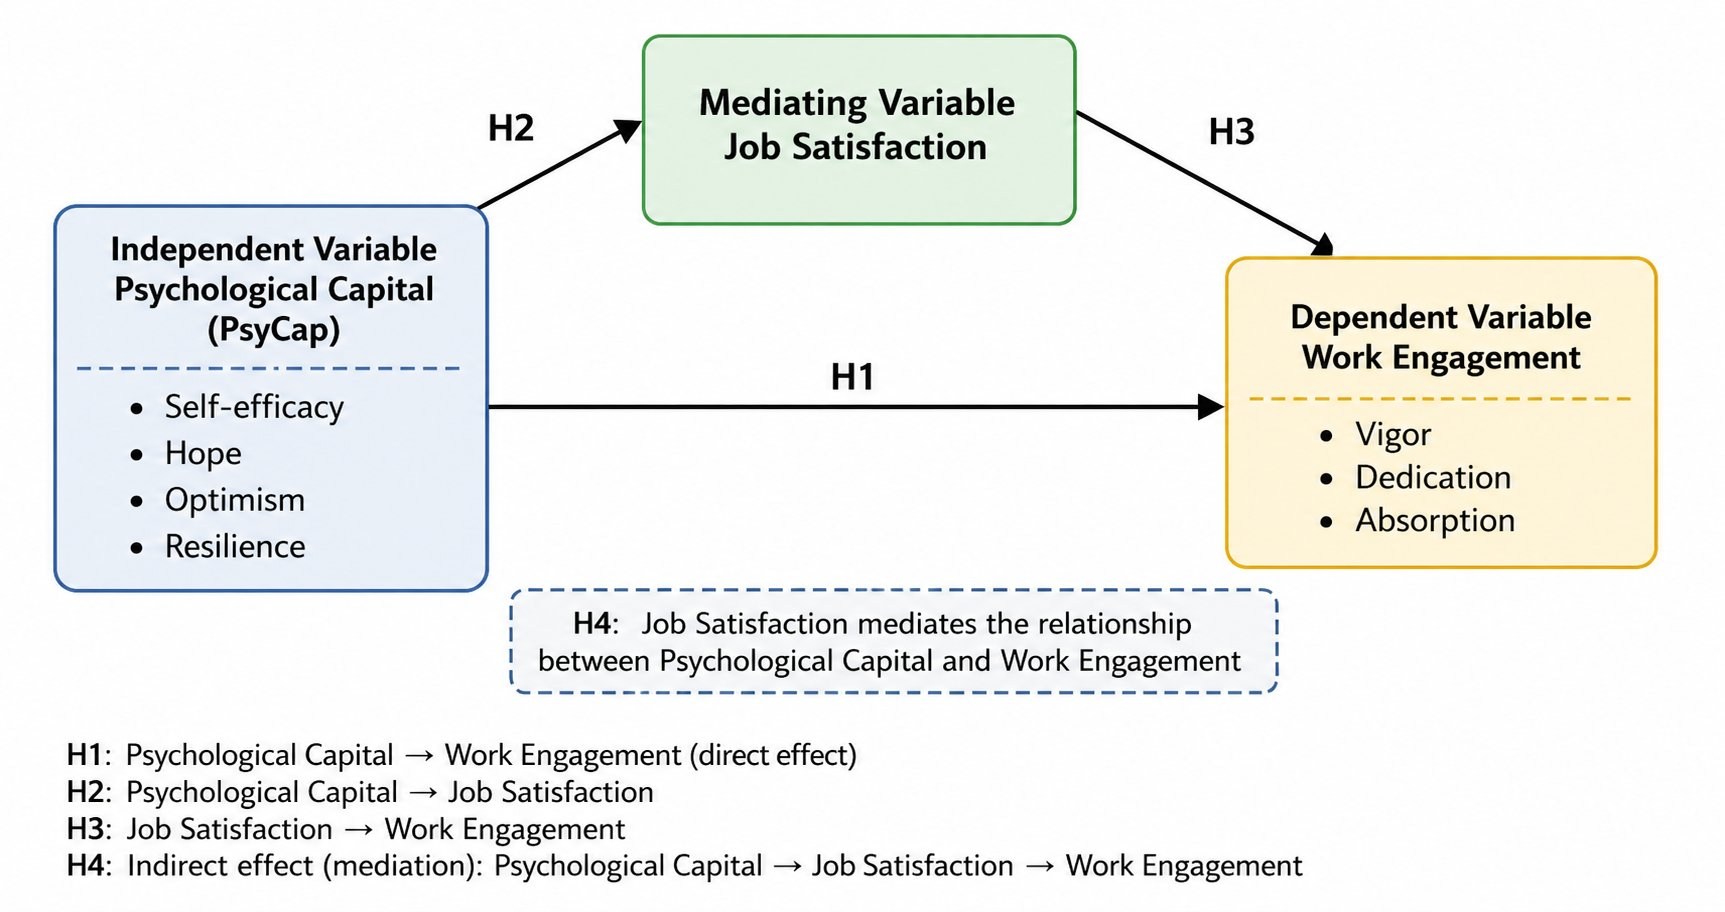 Mediating Variable
Job Satisfaction
H2
H3
Independent Variable
Psychological Capital
(PsyCap)
• Self-efficacy
• Hope
• Optimism
• Resilience
H1
Dependent Variable
Work Engagement
• Vigor
• Dedication
• Absorption
H4: Job Satisfaction mediates the relationship
between Psychological Capital and Work Engagement
H1: Psychological Capital → Work Engagement (direct effect)
H2: Psychological Capital → Job Satisfaction
H3: Job Satisfaction → Work Engagement
H4: Indirect effect (mediation): Psychological Capital → Job Satisfaction → Work Engagement